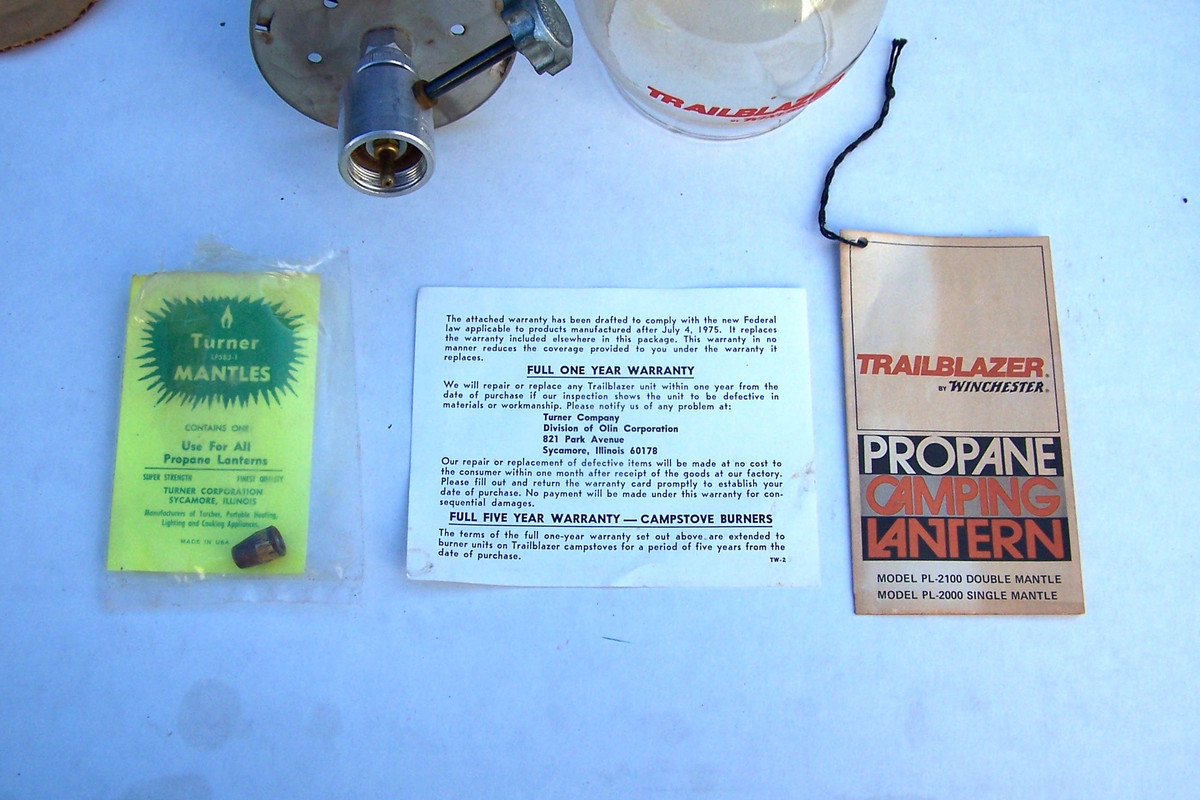 TRAILBLAZER
Turner
LP283-1
MANTLES
CONTAINS ONE
Use For All
Propane Lanterns
SUPER STRENGTH FINEST QUALITY
TURNER CORPORATION
SYCAMORE, ILLINOIS
Manufacturers of Torches, Portable Heating,
Lighting and Cooking Appliances.
MADE IN USA
The attached warranty has been drafted to comply with the new Federal
law applicable to products manufactured after July 4, 1975. It replaces
the warranty included elsewhere in this package. This warranty in no
manner reduces the coverage provided to you under the warranty it
replaces.
FULL ONE YEAR WARRANTY
We will repair or replace any Trailblazer unit within one year from the
date of purchase if our inspection shows the unit to be defective in
materials or workmanship. Please notify us of any problem at:
Turner Company
Division of Olin Corporation
821 Park Avenue
Sycamore, Illinois 60178
Our repair or replacement of defective items will be made at no cost to
the consumer within one month after receipt of the goods at our factory.
Please fill out and return the warranty card promptly to establish your
date of purchase. No payment will be made under this warranty for con-
sequential damages.
FULL FIVE YEAR WARRANTY — CAMPSTOVE BURNERS
The terms of the full one-year warranty set out above are extended to
burner units on Trailblazer campstoves for a period of five years from the
date of purchase.
TW-2
TRAILBLAZER®
BY WINCHESTER®
PROPANE
CAMPING
LANTERN
MODEL PL-2100 DOUBLE MANTLE
MODEL PL-2000 SINGLE MANTLE